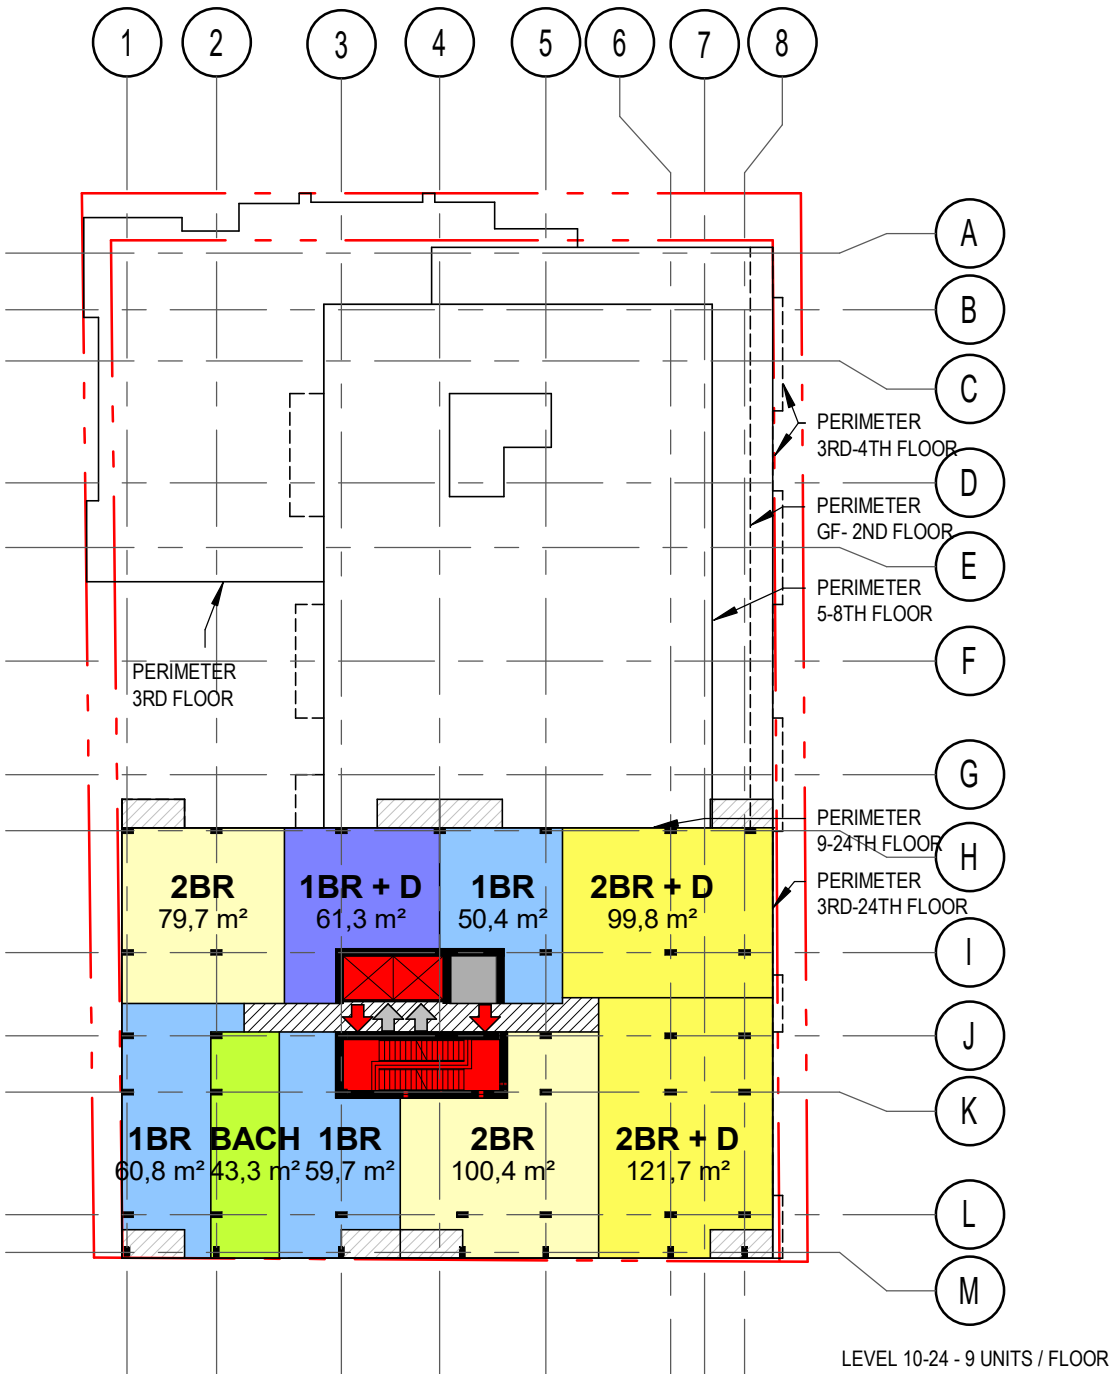 1 2 3 4 5 6 7 8
A
B
C
PERIMETER
3RD-4TH FLOOR
D
PERIMETER
GF- 2ND FLOOR
E
PERIMETER
5-8TH FLOOR
F
PERIMETER
3RD FLOOR
G
PERIMETER
9-24TH FLOOR
H
PERIMETER
3RD-24TH FLOOR
2BR
79,7 m²
1BR + D
61,3 m²
1BR
50,4 m²
2BR + D
99,8 m²
I
J
K
1BR
60,8 m²
BACH
43,3 m²
1BR
59,7 m²
2BR
100,4 m²
2BR + D
121,7 m²
L
M
LEVEL 10-24 - 9 UNITS / FLOOR